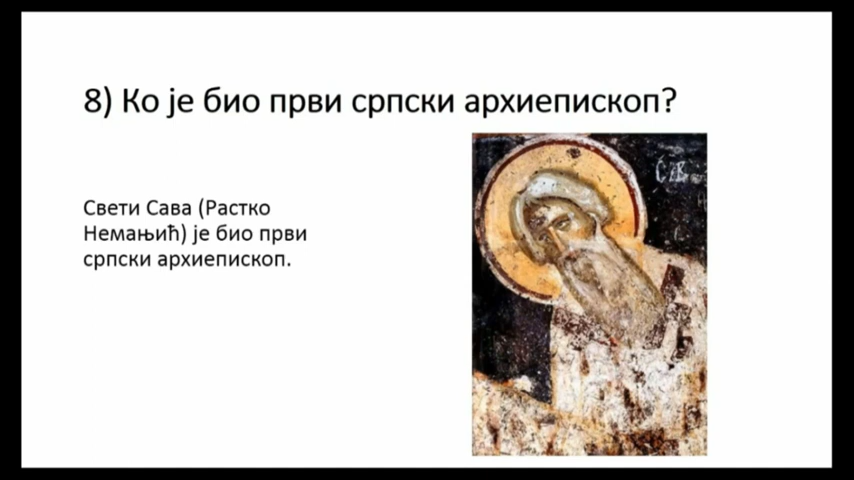 8) Ко је био први српски архиепископ?
Свети Сава (Растко
Немањић) је био први
српски архиепископ.